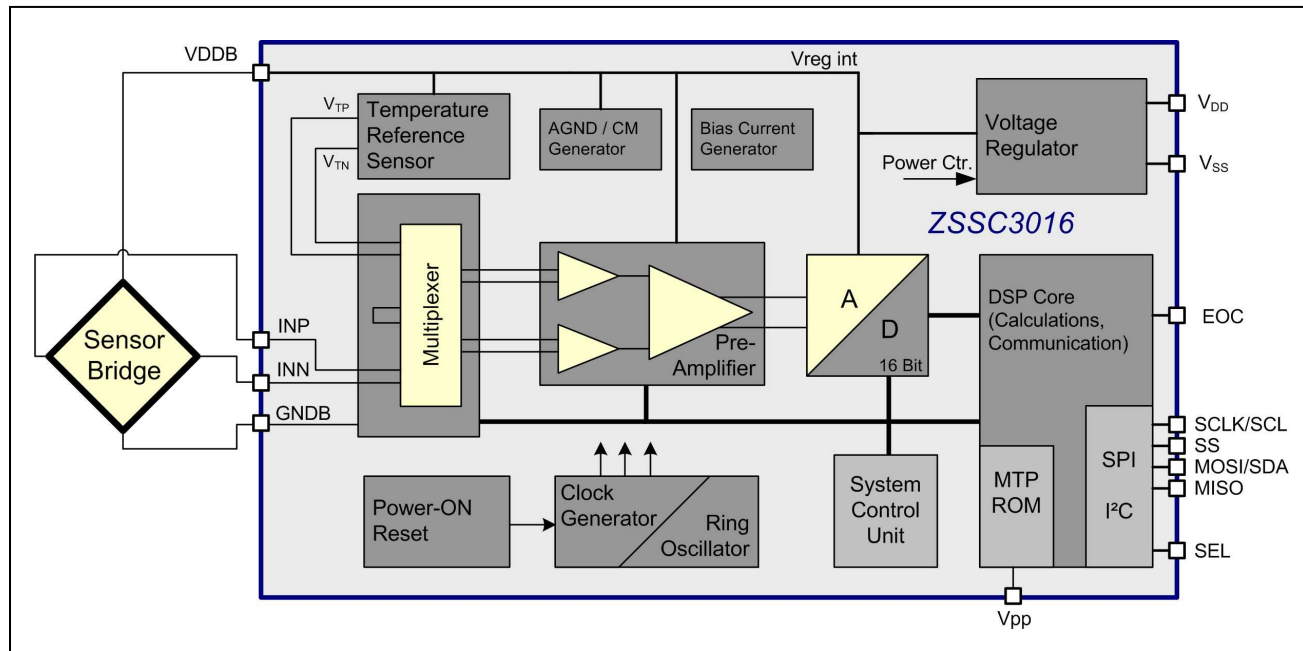 VDDB
Vreg int
VTP
VTN
Temperature
Reference
Sensor
AGND / CM
Generator
Bias Current
Generator
Voltage
Regulator
Power Ctr.
VDD
VSS
ZSSC3016
Multiplexer
Pre-
Amplifier
A
D
16 Bit
DSP Core
(Calculations,
Communication)
EOC
Sensor
Bridge
INP
INN
GNDB
SCLK/SCL
SS
MOSI/SDA
MISO
SEL
SPI
I²C
MTP
ROM
Power-ON
Reset
Clock
Generator
Ring
Oscillator
System
Control
Unit
Vpp